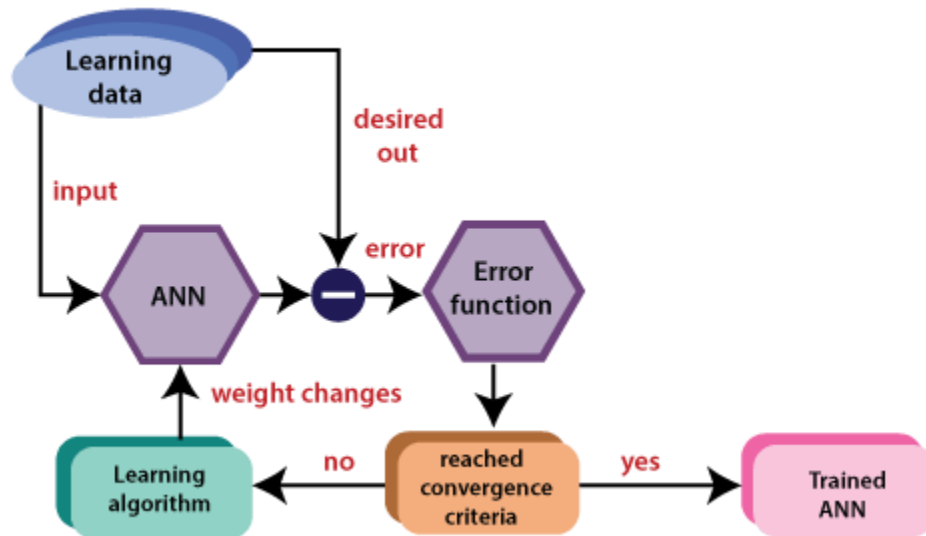 Learning
data
desired
out
input
error
ANN
Error
function
weight changes
Learning
algorithm
no
reached
convergence
criteria
yes
Trained
ANN